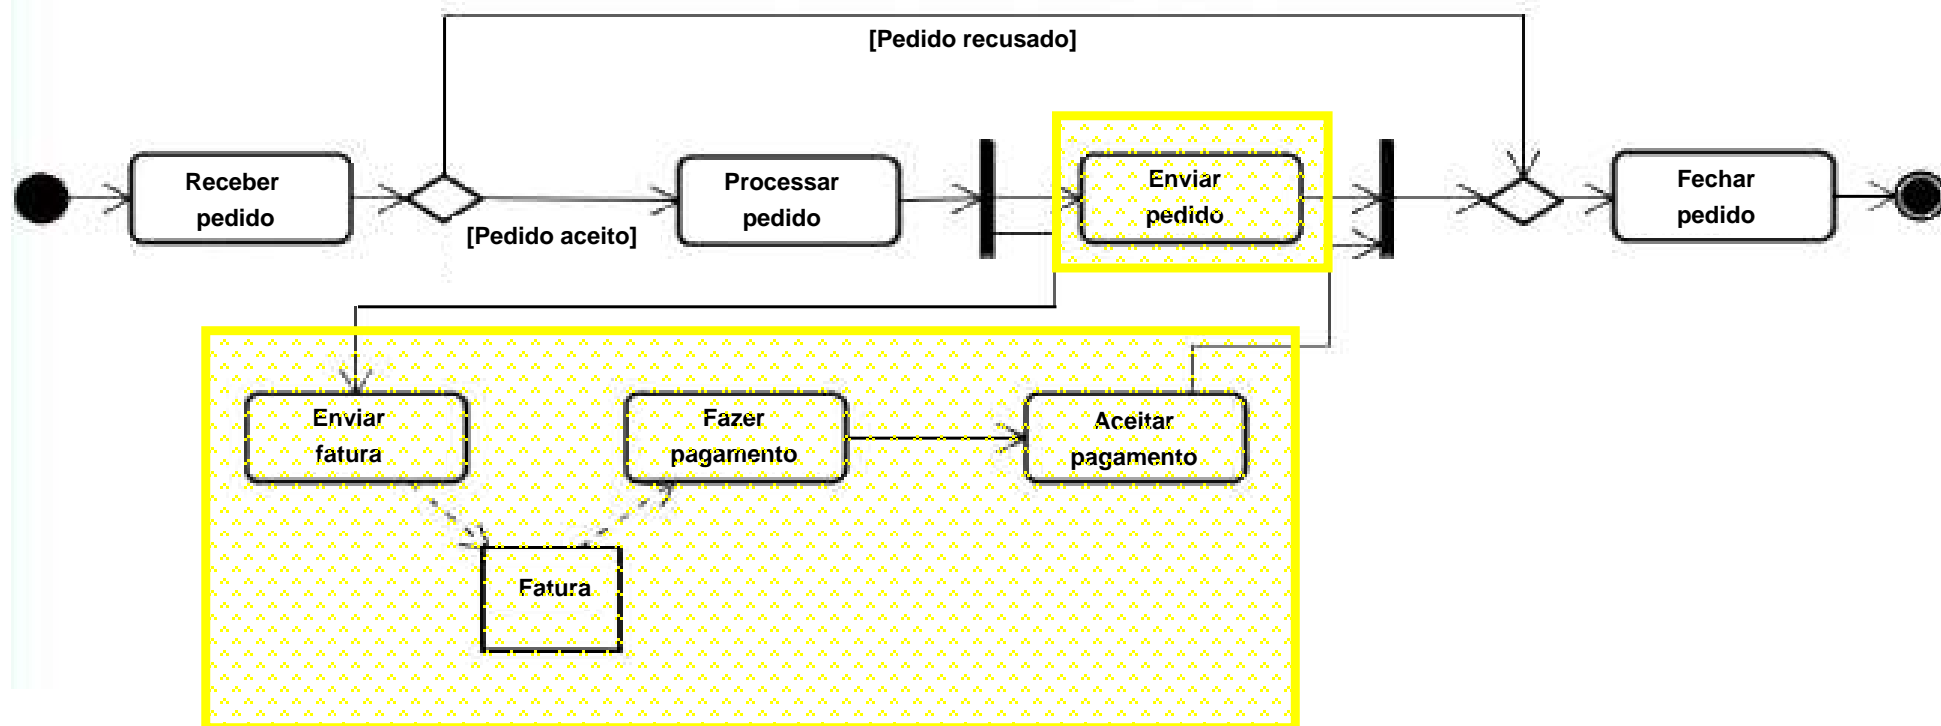 [Pedido recusado]
Receber
pedido
[Pedido aceito]
Processar
pedido
Enviar
pedido
Fechar
pedido
Enviar
fatura
Fazer
pagamento
Aceitar
pagamento
Fatura